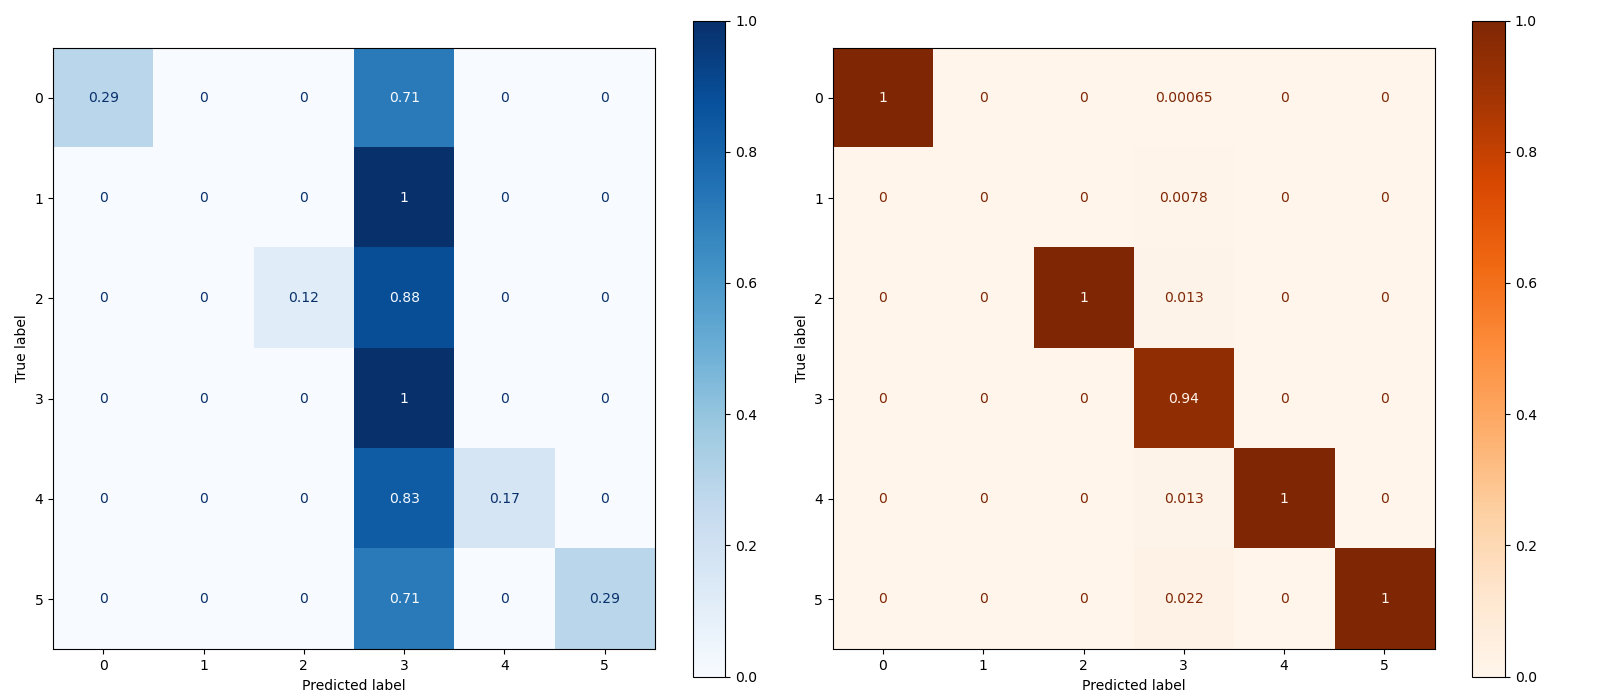 1.0
0 0.29 0 0 0.71 0 0
0.8
1 0 0 0 1 0 0
0.6
2 0 0 0.12 0.88 0 0
True label
3 0 0 0 1 0 0
0.4
4 0 0 0 0.83 0.17 0
0.2
5 0 0 0 0.71 0 0.29
0 1 2 3 4 5
0.0
Predicted label
1.0
0 1 0 0 0.00065 0 0
0.8
1 0 0 0 0.0078 0 0
0.6
2 0 0 1 0.013 0 0
True label
3 0 0 0 0.94 0 0
0.4
4 0 0 0 0.013 1 0
0.2
5 0 0 0 0.022 0 1
0 1 2 3 4 5
0.0
Predicted label